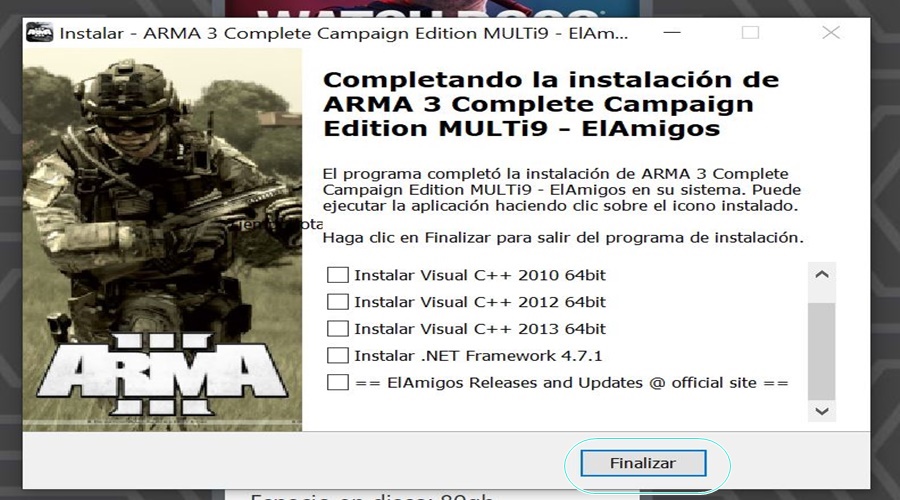 WATCH DOGS
Instalar - ARMA 3 Complete Campaign Edition MULTi9 - ElAm...
Completando la instalación de
ARMA 3 Complete Campaign
Edition MULTi9 - ElAmigos
El programa completó la instalación de ARMA 3 Complete
Campaign Edition MULTi9 - ElAmigos en su sistema. Puede
ejecutar la aplicación haciendo clic sobre el icono instalado.
Haga clic en Finalizar para salir del programa de instalación.
Instalar Visual C++ 2010 64bit
Instalar Visual C++ 2012 64bit
Instalar Visual C++ 2013 64bit
Instalar .NET Framework 4.7.1
== ElAmigos Releases and Updates @ official site ==
ARMA
III
Finalizar
Espacio en disco: 80gb